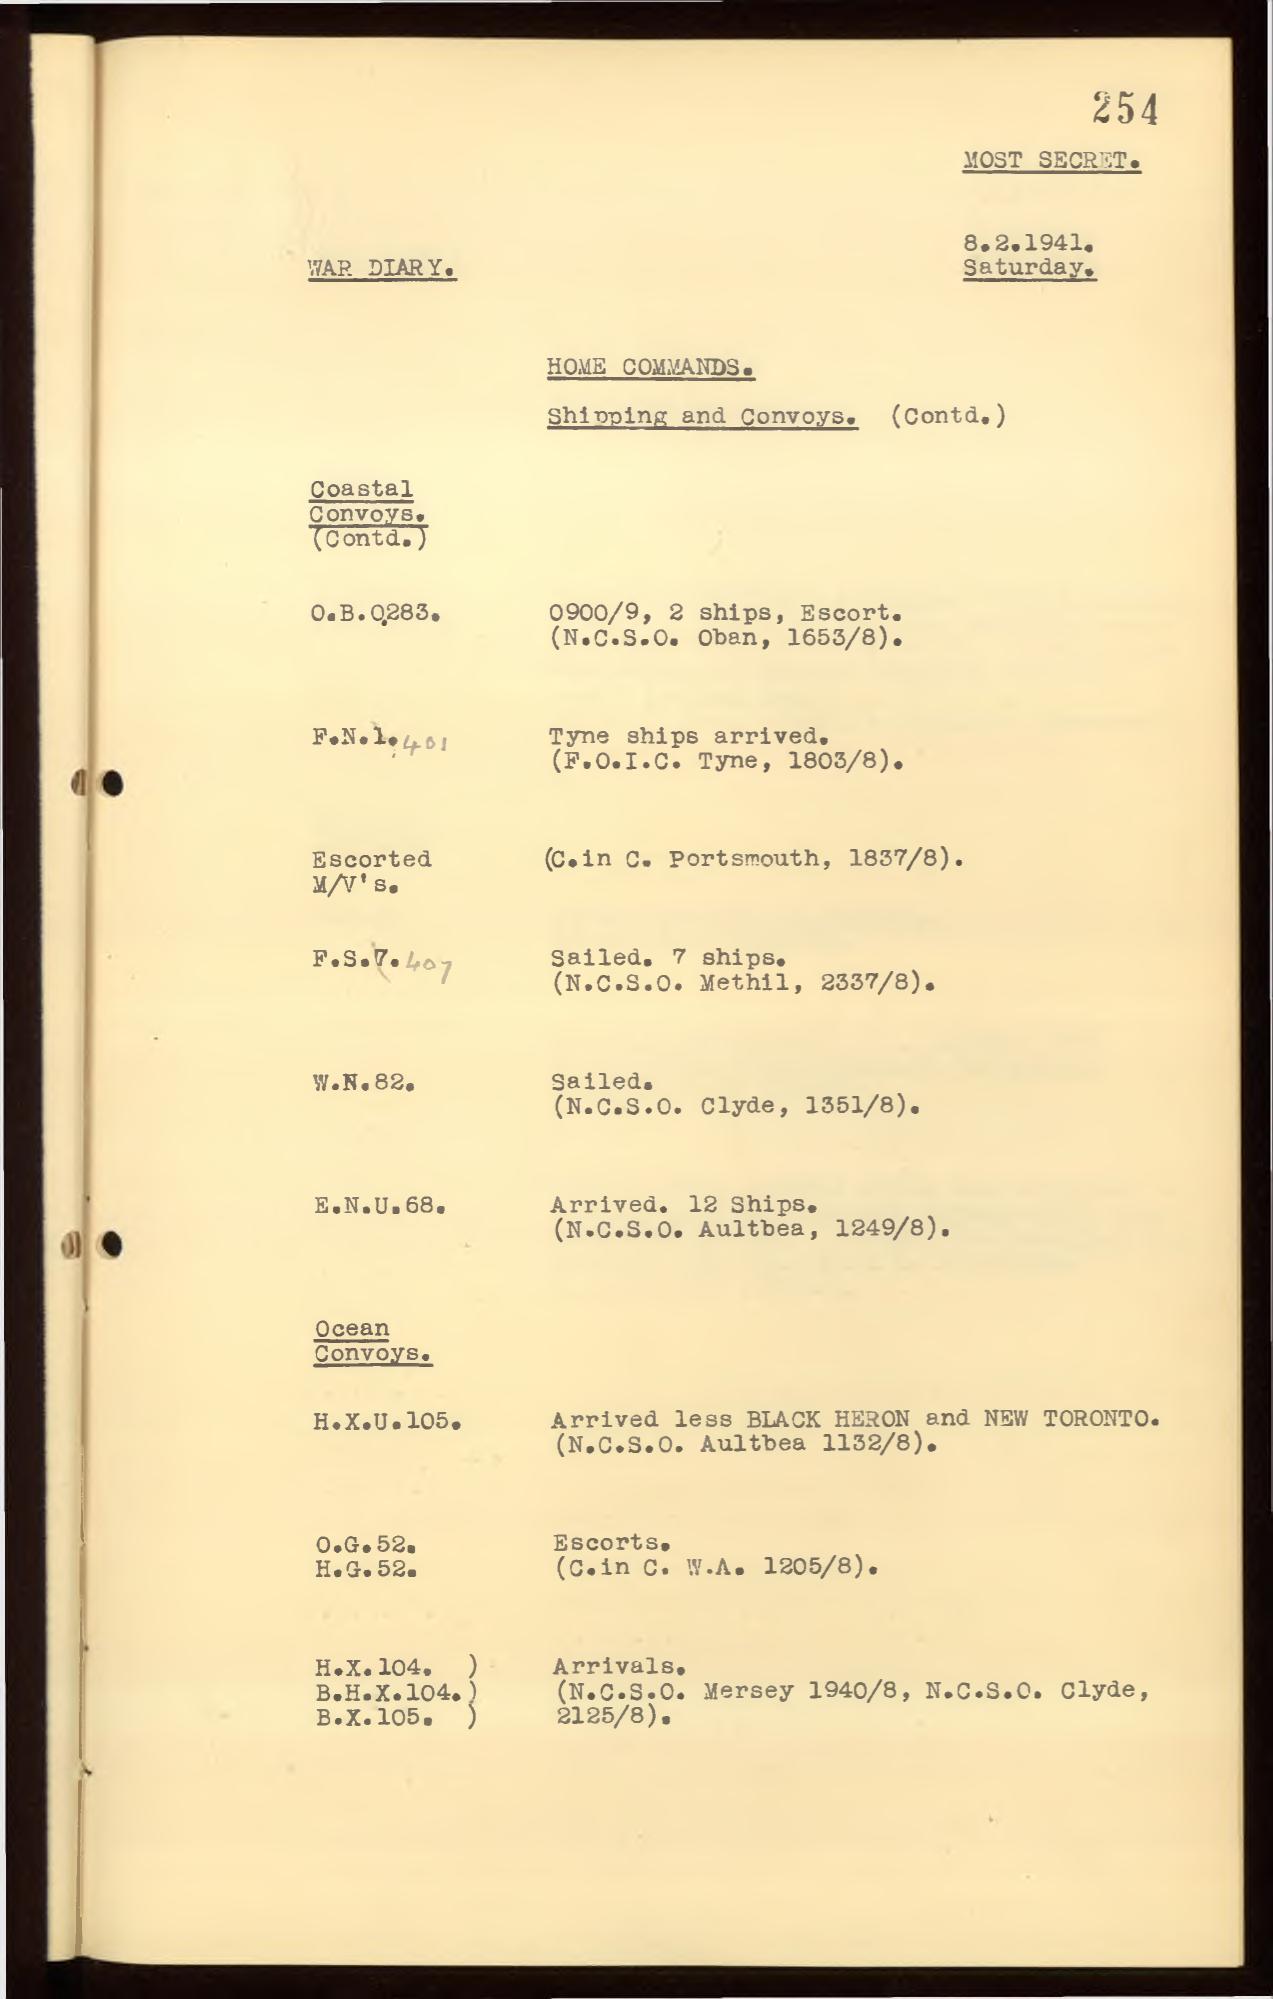 254
MOST SECRET.
8.2.1941.
WAR DIARY. Saturday.
HOME COMMANDS.
Shipping and Convoys. (Contd.)
Coastal
Convoys.
(Contd.)
O.B.0283. 0900/9, 2 ships, Escort.
(N.C.S.O. Oban, 1653/8).
F.N.1. 401 Tyne ships arrived.
(F.O.I.C. Tyne, 1803/8).
Escorted (C.in C. Portsmouth, 1837/8).
M/V's.
F.S.7. 407 Sailed. 7 ships.
(N.C.S.O. Methil, 2337/8).
W.N.82. Sailed.
(N.C.S.O. Clyde, 1351/8).
E.N.U.68. Arrived. 12 Ships.
(N.C.S.O. Aultbea, 1249/8).
Ocean
Convoys.
H.X.U.105. Arrived less BLACK HERON and NEW TORONTO.
(N.C.S.O. Aultbea 1132/8).
O.G.52. Escorts.
H.G.52. (C.in C. W.A. 1205/8).
H.X.104. ) Arrivals.
B.H.X.104.) (N.C.S.O. Mersey 1940/8, N.C.S.O. Clyde,
B.X.105. ) 2125/8).